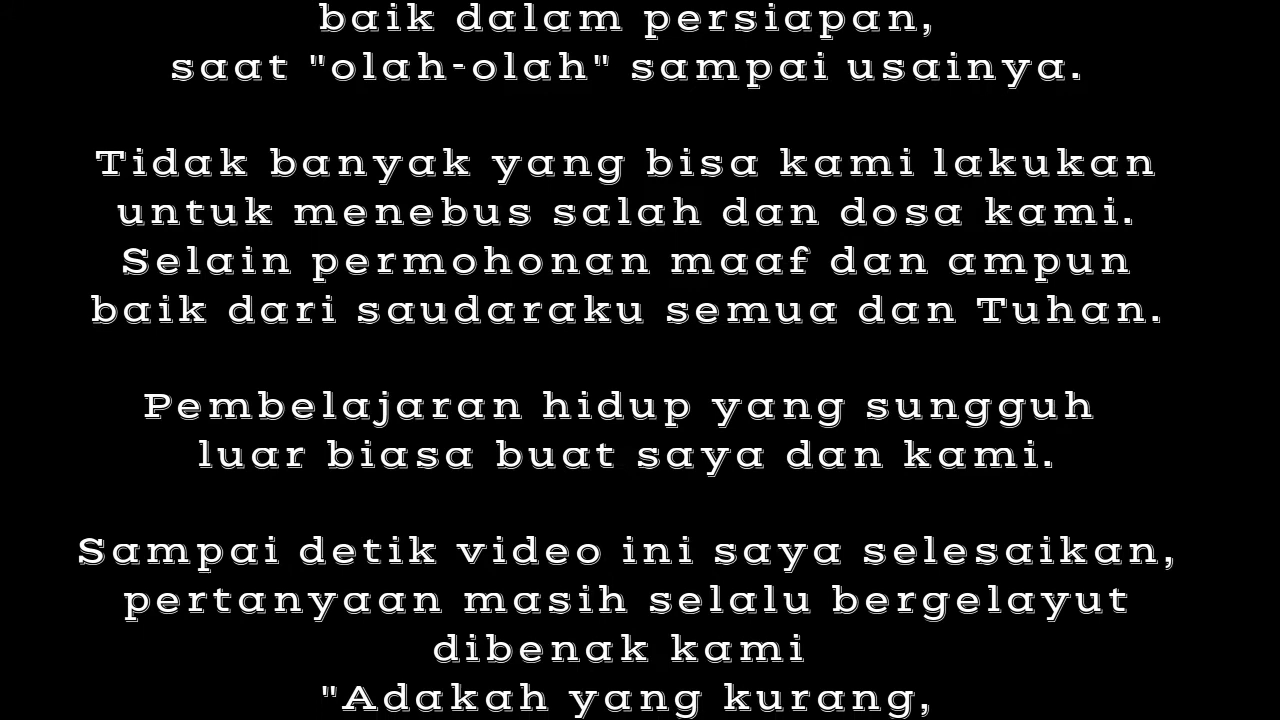 baik dalam persiapan,
saat "olah-olah" sampai usainya.
Tidak banyak yang bisa kami lakukan
untuk menebus salah dan dosa kami.
Selain permohonan maaf dan ampun
baik dari saudaraku semua dan Tuhan.
Pembelajaran hidup yang sungguh
luar biasa buat saya dan kami.
Sampai detik video ini saya selesaikan,
pertanyaan masih selalu bergelayut
dibenak kami
"Adakah yang kurang,